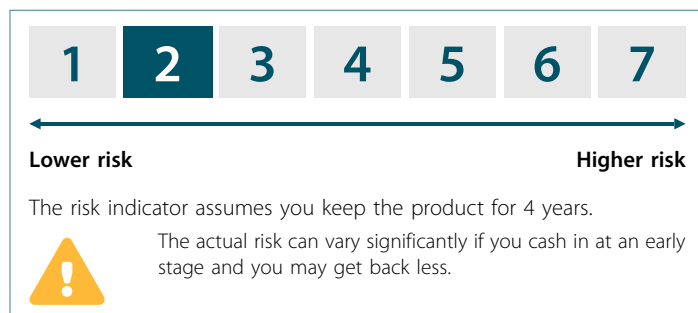 1 2 3 4 5 6 7
Lower risk Higher risk
The risk indicator assumes you keep the product for 4 years.
The actual risk can vary significantly if you cash in at an early
stage and you may get back less.